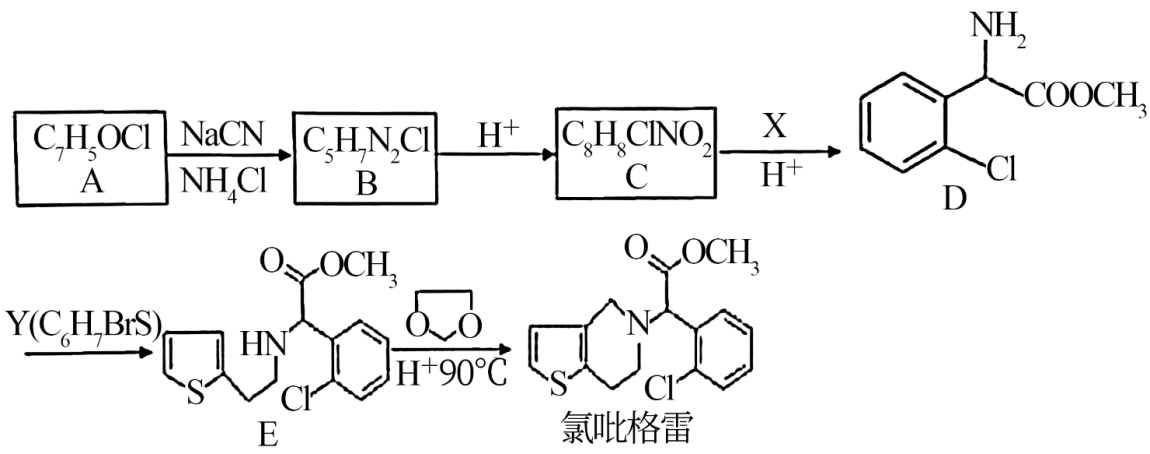 C₇H₅OCl
A
NaCN
NH₄Cl
C₅H₇N₂Cl
B
H⁺
C₈H₈ClNO₂
C
X
H⁺
NH₂
COOCH₃
Cl
D
Y(C₆H₇BrS)
O
OCH₃
HN
S
Cl
E
O O
H⁺90°C
O
OCH₃
N
S
Cl
氯吡格雷